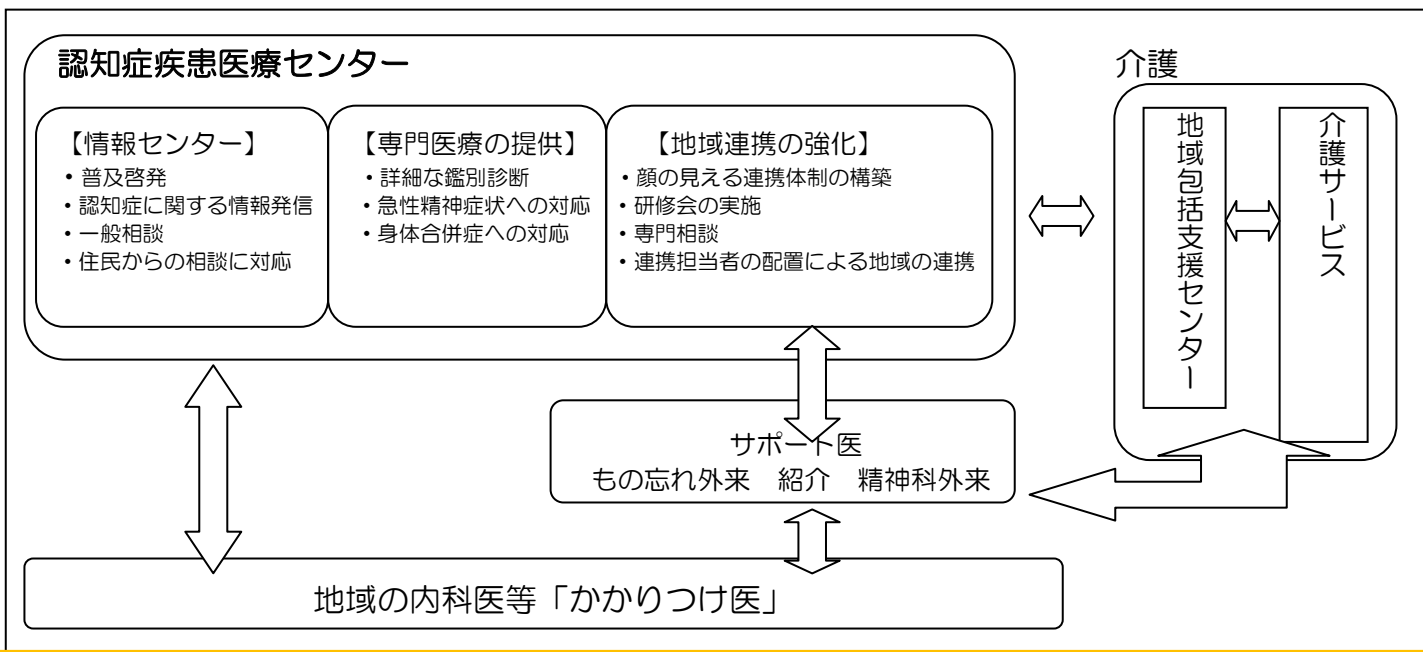 認知症疾患医療センター
【情報センター】
・普及啓発
・認知症に関する情報発信
・一般相談
・住民からの相談に対応
【専門医療の提供】
・詳細な鑑別診断
・急性精神症状への対応
・身体合併症への対応
【地域連携の強化】
・顔の見える連携体制の構築
・研修会の実施
・専門相談
・連携担当者の配置による地域の連携
介護
地域包括支援センター
介護サービス
サポート医
もの忘れ外来　紹介　精神科外来
地域の内科医等「かかりつけ医」